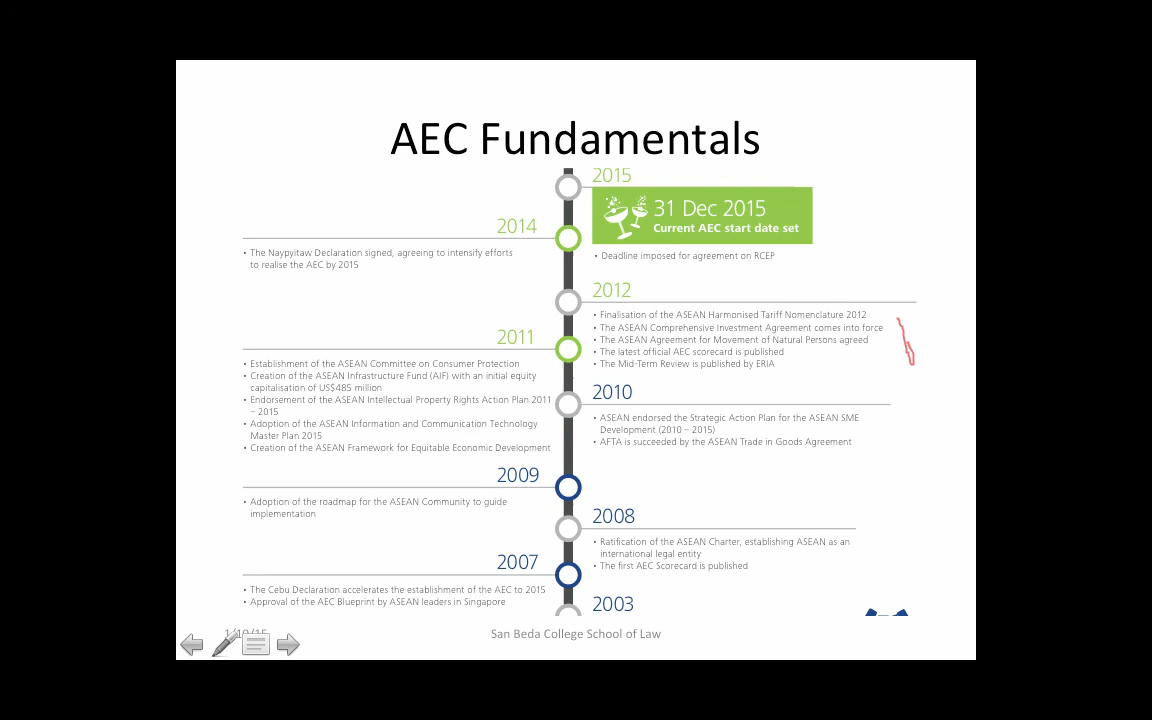 AEC Fundamentals
2015
31 Dec 2015
Current AEC start date set
• Deadline imposed for agreement on RCEP
2014
• The Naypyitaw Declaration signed, agreeing to intensify efforts
to realise the AEC by 2015
2012
• Finalisation of the ASEAN Harmonised Tariff Nomenclature 2012
• The ASEAN Comprehensive Investment Agreement comes into force
• The ASEAN Agreement for Movement of Natural Persons agreed
• The latest official AEC scorecard is published
• The Mid-Term Review is published by ERIA
2011
• Establishment of the ASEAN Committee on Consumer Protection
• Creation of the ASEAN Infrastructure Fund (AIF) with an initial equity
capitalisation of US$485 million
• Endorsement of the ASEAN Intellectual Property Rights Action Plan 2011
– 2015
• Adoption of the ASEAN Information and Communication Technology
Master Plan 2015
• Creation of the ASEAN Framework for Equitable Economic Development
2010
• ASEAN endorsed the Strategic Action Plan for the ASEAN SME
Development (2010 – 2015)
• AFTA is succeeded by the ASEAN Trade in Goods Agreement
2009
• Adoption of the roadmap for the ASEAN Community to guide
implementation
2008
• Ratification of the ASEAN Charter, establishing ASEAN as an
international legal entity
• The first AEC Scorecard is published
2007
• The Cebu Declaration accelerates the establishment of the AEC to 2015
• Approval of the AEC Blueprint by ASEAN leaders in Singapore
2003
San Beda College School of Law